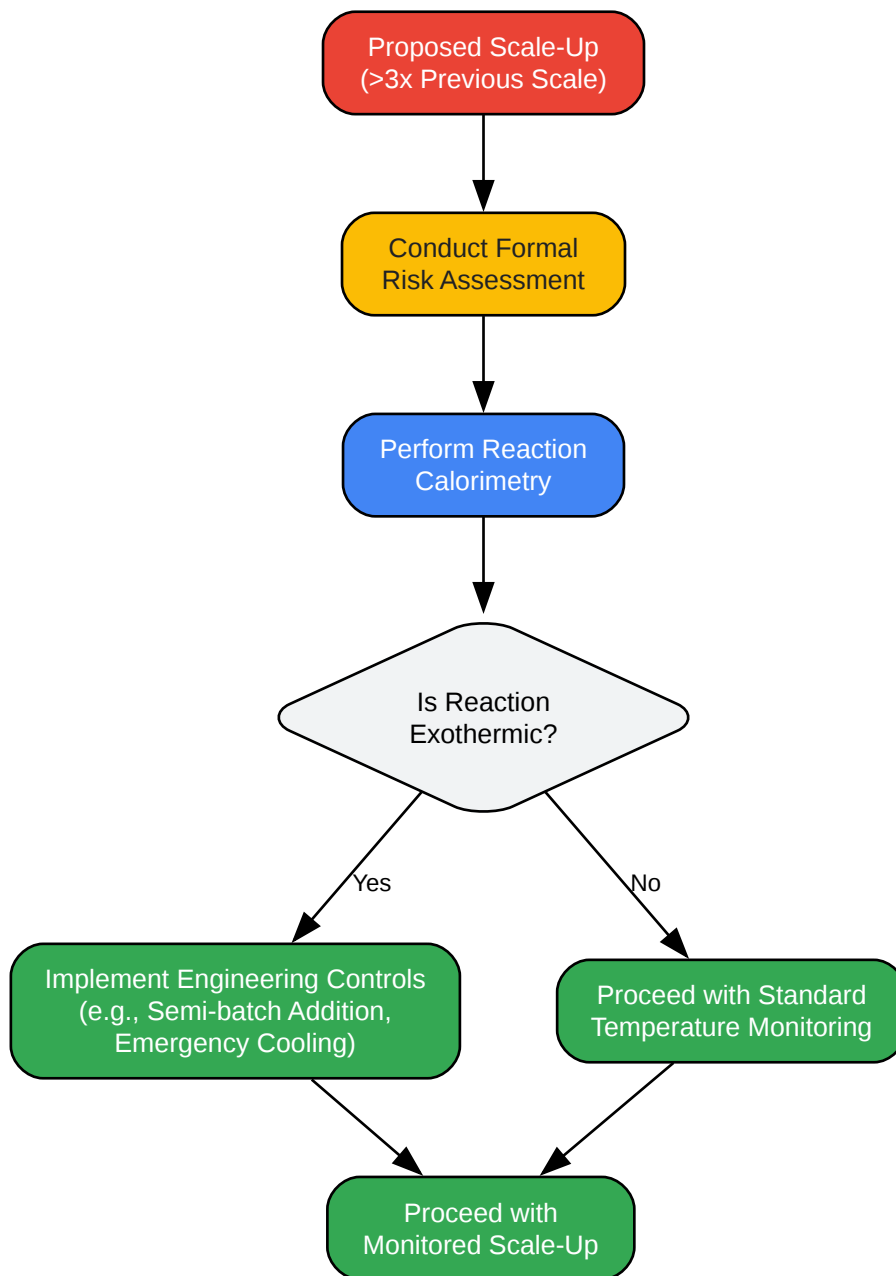 Proposed Scale-Up
(>3x Previous Scale)
Conduct Formal
Risk Assessment
Perform Reaction
Calorimetry
Is Reaction
Exothermic?
Yes
No
Implement Engineering Controls
(e.g., Semi-batch Addition,
Emergency Cooling)
Proceed with Standard
Temperature Monitoring
Proceed with
Monitored Scale-Up